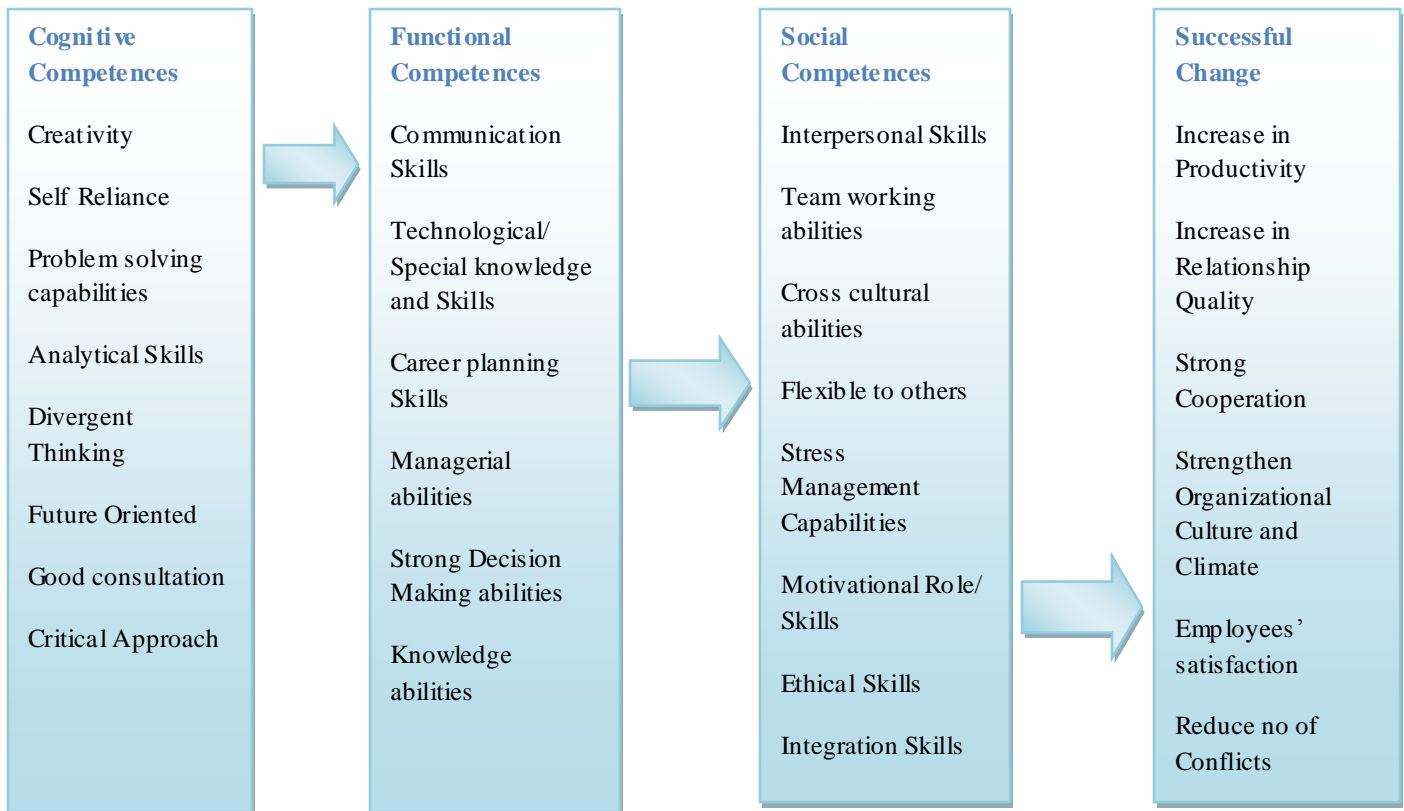 Cognitive
Competences
Creativity
Self Reliance
Problem solving
capabilities
Analytical Skills
Divergent
Thinking
Future Oriented
Good consultation
Critical Approach
Functional
Competences
Communication
Skills
Technological/
Special knowledge
and Skills
Career planning
Skills
Managerial
abilities
Strong Decision
Making abilities
Knowledge
abilities
Social
Competences
Interpersonal Skills
Team working
abilities
Cross cultural
abilities
Flexible to others
Stress
Management
Capabilities
Motivational Role/
Skills
Ethical Skills
Integration Skills
Successful
Change
Increase in
Productivity
Increase in
Relationship
Quality
Strong
Cooperation
Strengthen
Organizational
Culture and
Climate
Employees’
satisfaction
Reduce no of
Conflicts